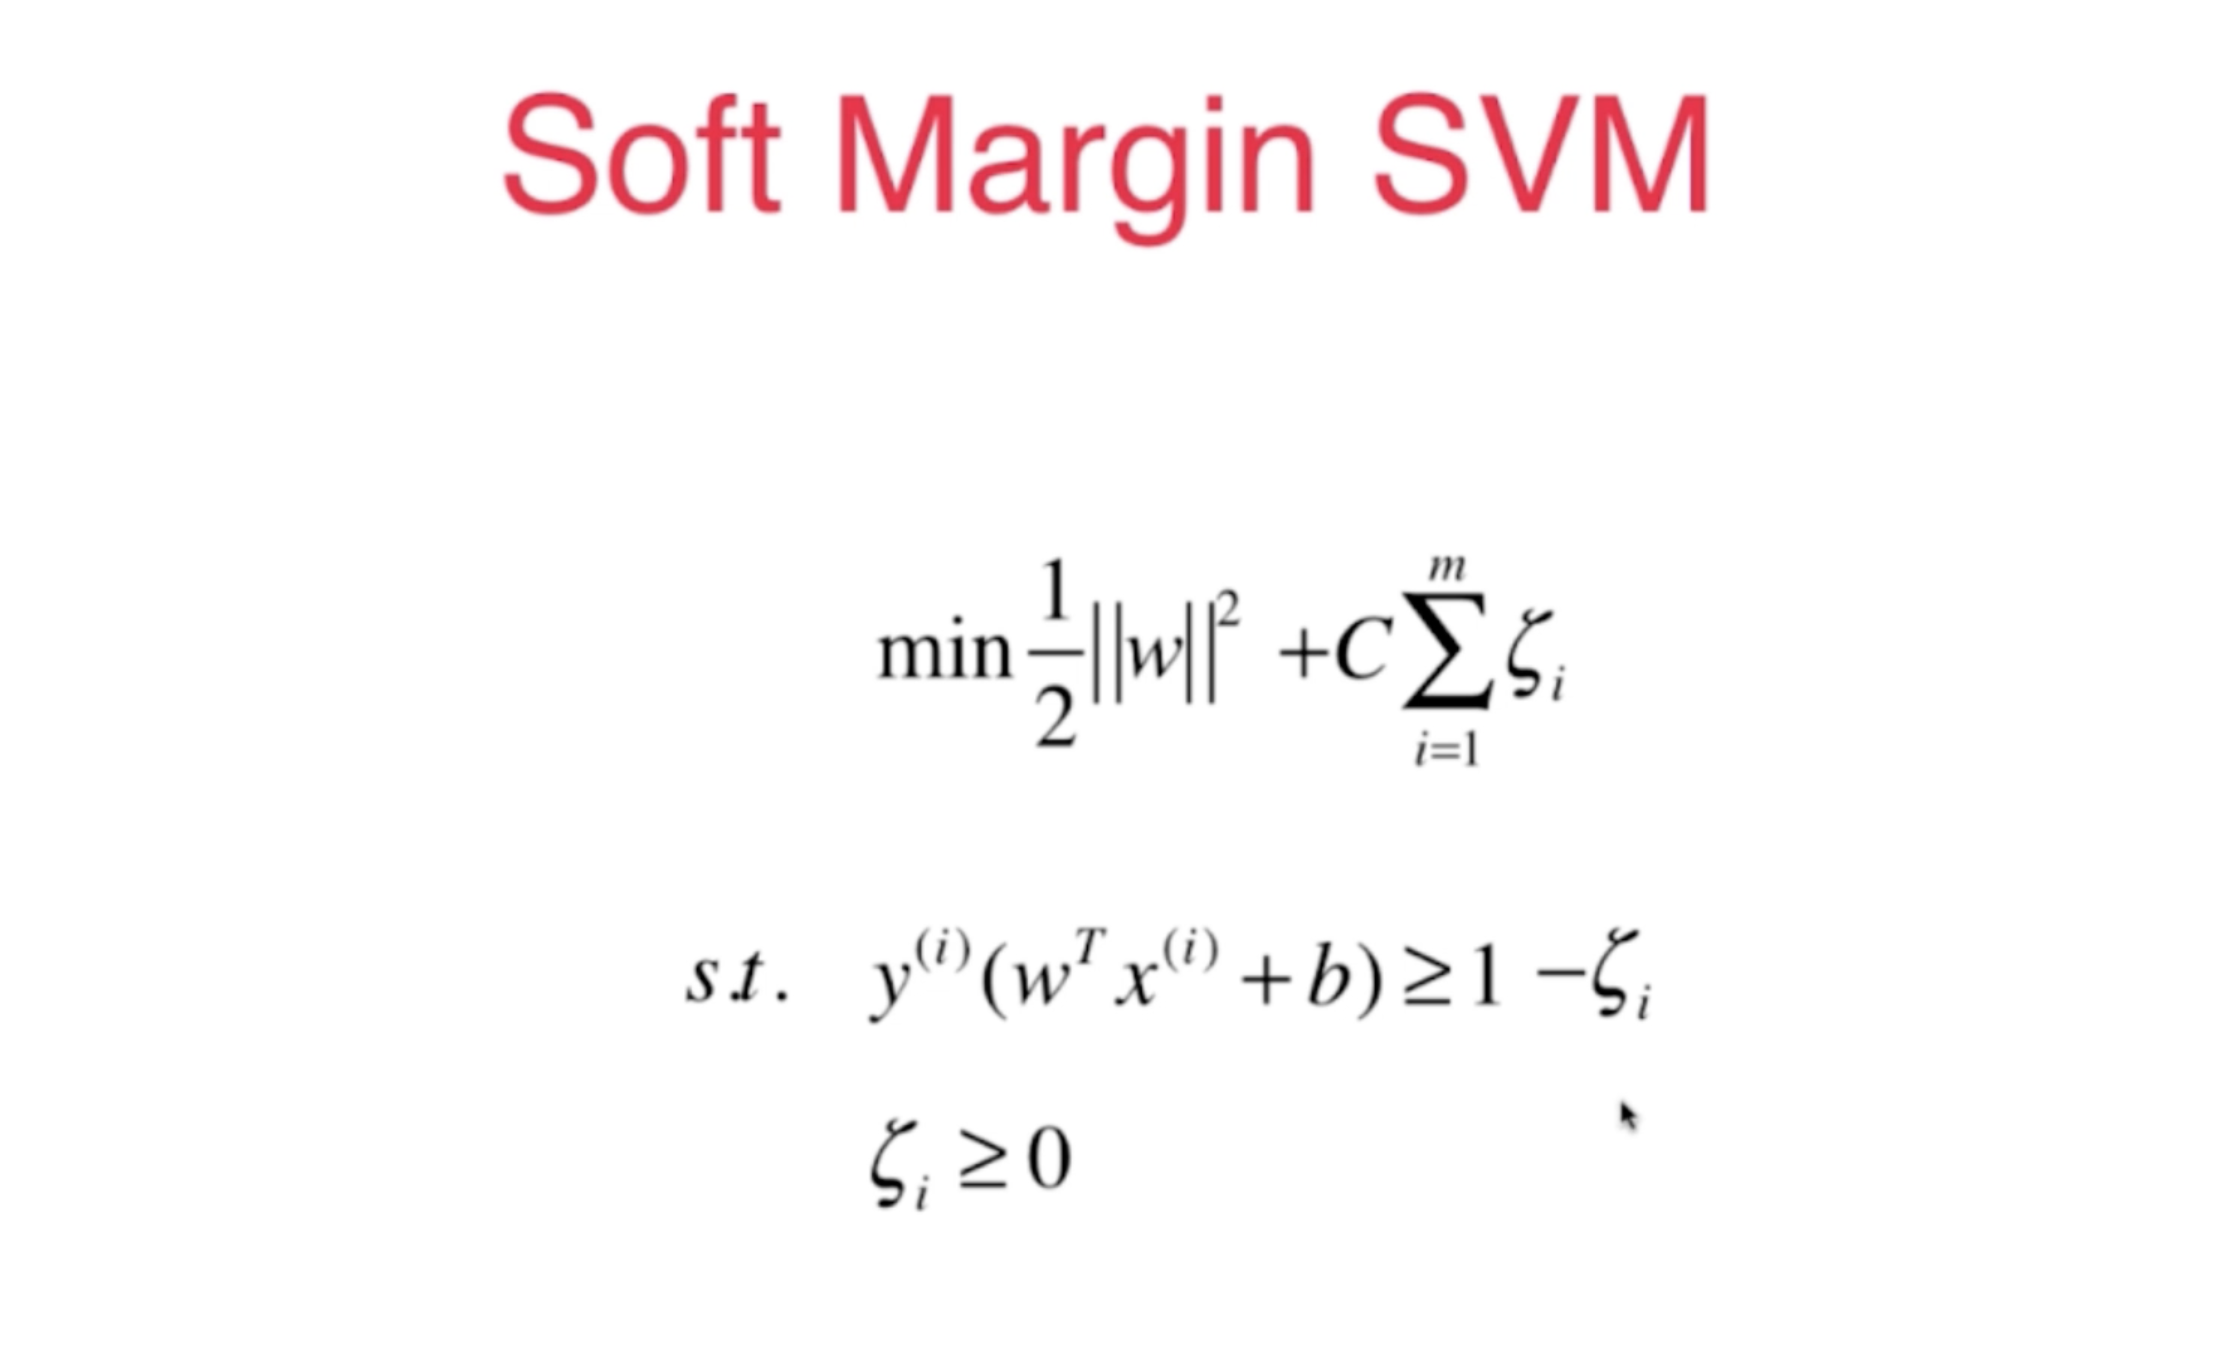 Soft Margin SVM
min 1/2 ||w||² + C ∑_{i=1}^{m} ζ_i
s.t. y^{(i)}(w^T x^{(i)} + b) ≥ 1 − ζ_i
ζ_i ≥ 0